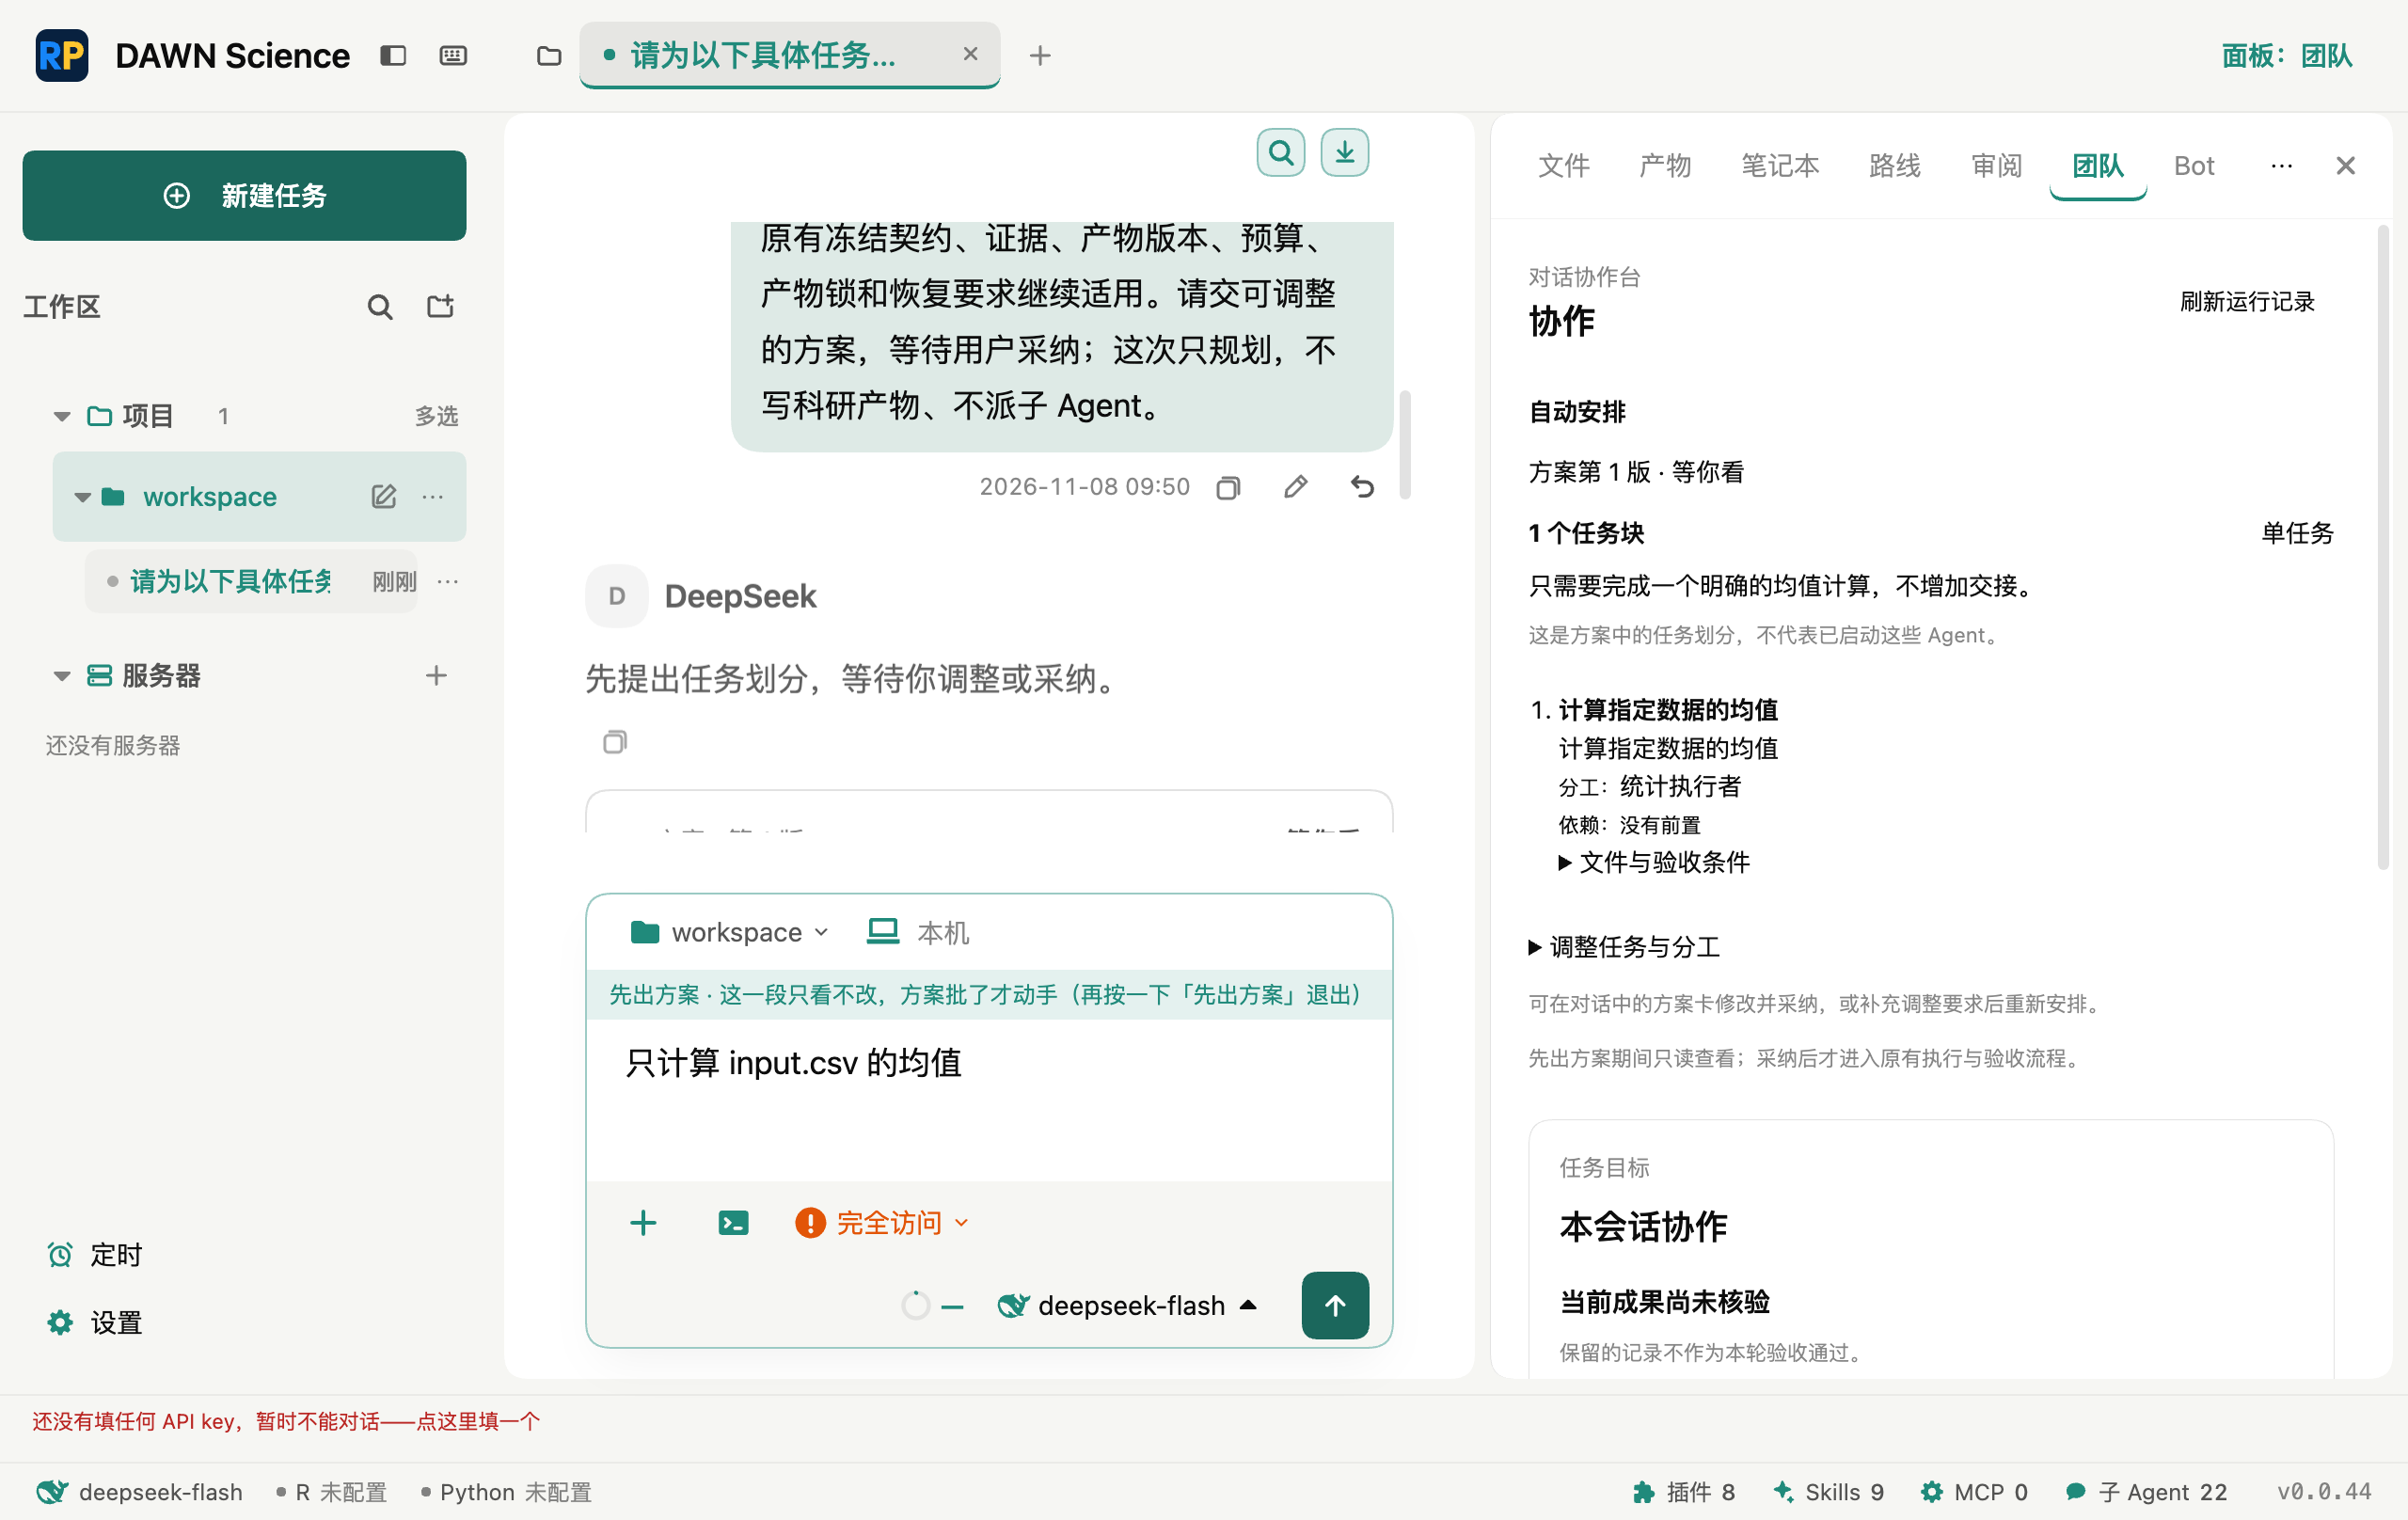 RP DAWN Science
请为以下具体任务...
面板：团队
新建任务
工作区
项目 1 多选
workspace
请为以下具体任务 刚刚
服务器
还没有服务器
定时
设置
原有冻结契约、证据、产物版本、预算、
产物锁和恢复要求继续适用。请交可调整
的方案，等待用户采纳；这次只规划，不
写科研产物、不派子 Agent。
2026-11-08 09:50
D DeepSeek
先提出任务划分，等待你调整或采纳。
workspace 本机
先出方案 · 这一段只看不改，方案批了才动手（再按一下「先出方案」退出）
只计算 input.csv 的均值
完全访问
deepseek-flash
文件 产物 笔记本 路线 审阅 团队 Bot
对话协作台
协作
刷新运行记录
自动安排
方案第 1 版 · 等你看
1 个任务块 单任务
只需要完成一个明确的均值计算，不增加交接。
这是方案中的任务划分，不代表已启动这些 Agent。
1. 计算指定数据的均值
计算指定数据的均值
分工：统计执行者
依赖：没有前置
文件与验收条件
调整任务与分工
可在对话中的方案卡修改并采纳，或补充调整要求后重新安排。
先出方案期间只读查看；采纳后才进入原有执行与验收流程。
任务目标
本会话协作
当前成果尚未核验
保留的记录不作为本轮验收通过。
还没有填任何 API key，暂时不能对话——点这里填一个
deepseek-flash R 未配置 Python 未配置
插件 8 Skills 9 MCP 0 子 Agent 22 v0.0.44